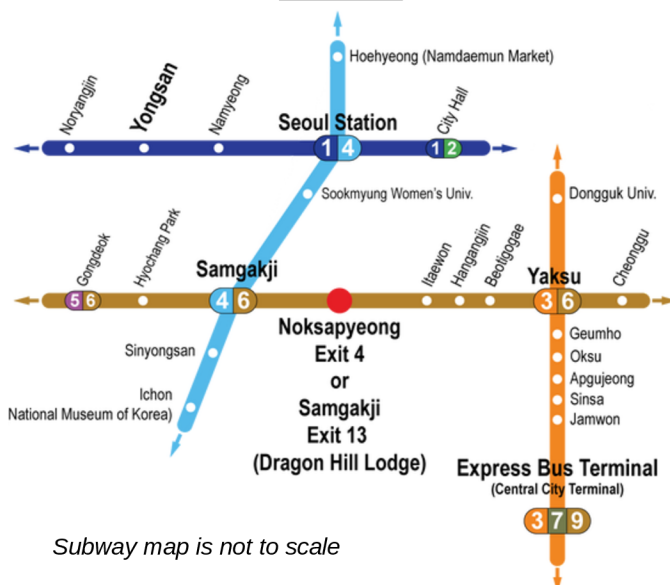 Hoehyeong (Namdaemun Market)
Noryangjin
Yongsan
Namyeong
Seoul Station
City Hall
1 4
1 2
Sookmyung Women's Univ.
Dongguk Univ.
Gongdeok
Hyochang Park
Samgakji
Itaewon
Hangangjin
Beotigogae
Yaksu
Cheonggu
5 6
4 6
3 6
Noksapyeong
Exit 4
or
Samgakji
Exit 13
(Dragon Hill Lodge)
Sinyongsan
Ichon
National Museum of Korea)
Geumho
Oksu
Apgujeong
Sinsa
Jamwon
Express Bus Terminal
(Central City Terminal)
3 7 9
Subway map is not to scale